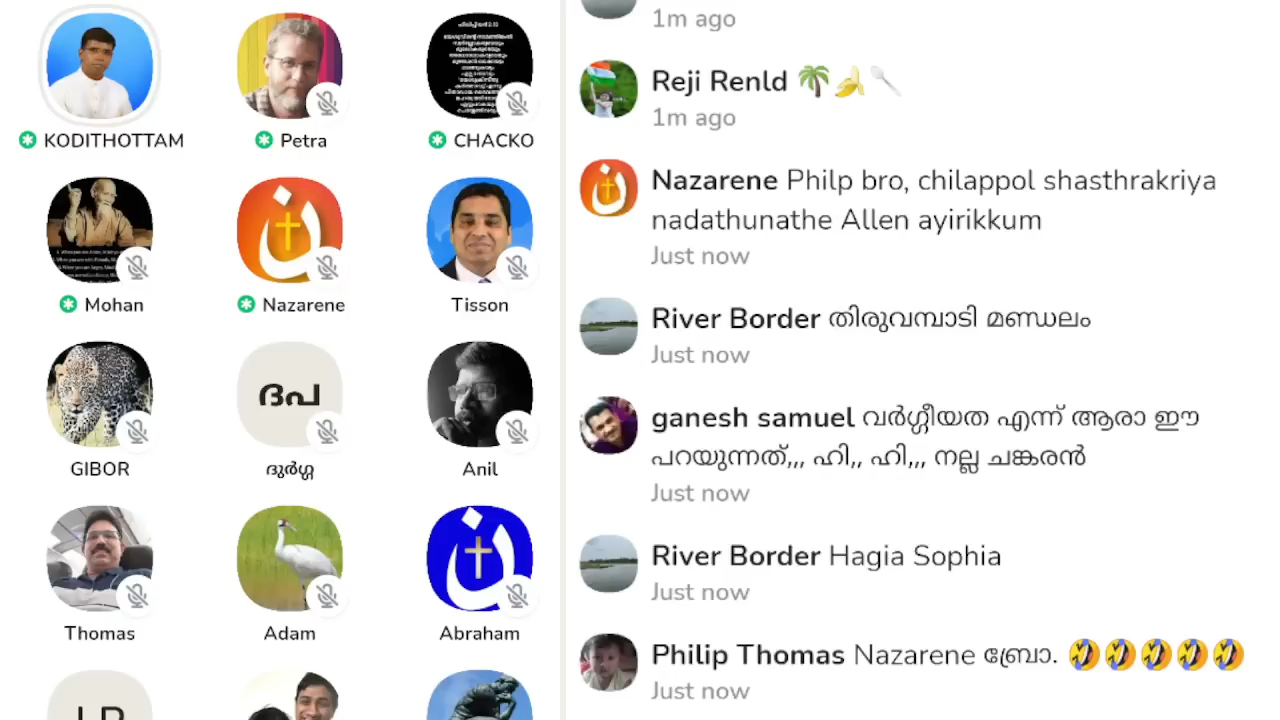 KODITHOTTAM
Petra
CHACKO
Mohan
Nazarene
Tisson
GIBOR
ദപ
ദുർഗ്ഗ
Anil
Thomas
Adam
Abraham
1m ago
Reji Renld 🌴🍌🥄
1m ago
Nazarene Philp bro, chilappol shasthrakriya
nadathunathe Allen ayirikkum
Just now
River Border തിരുവമ്പാടി മണ്ഡലം
Just now
ganesh samuel വർഗ്ഗീയത എന്ന് ആരാ ഈ
പറയുന്നത്,,, ഹി,, ഹി,,, നല്ല ചങ്കരൻ
Just now
River Border Hagia Sophia
Just now
Philip Thomas Nazarene ബ്രോ. 🤣🤣🤣🤣🤣
Just now